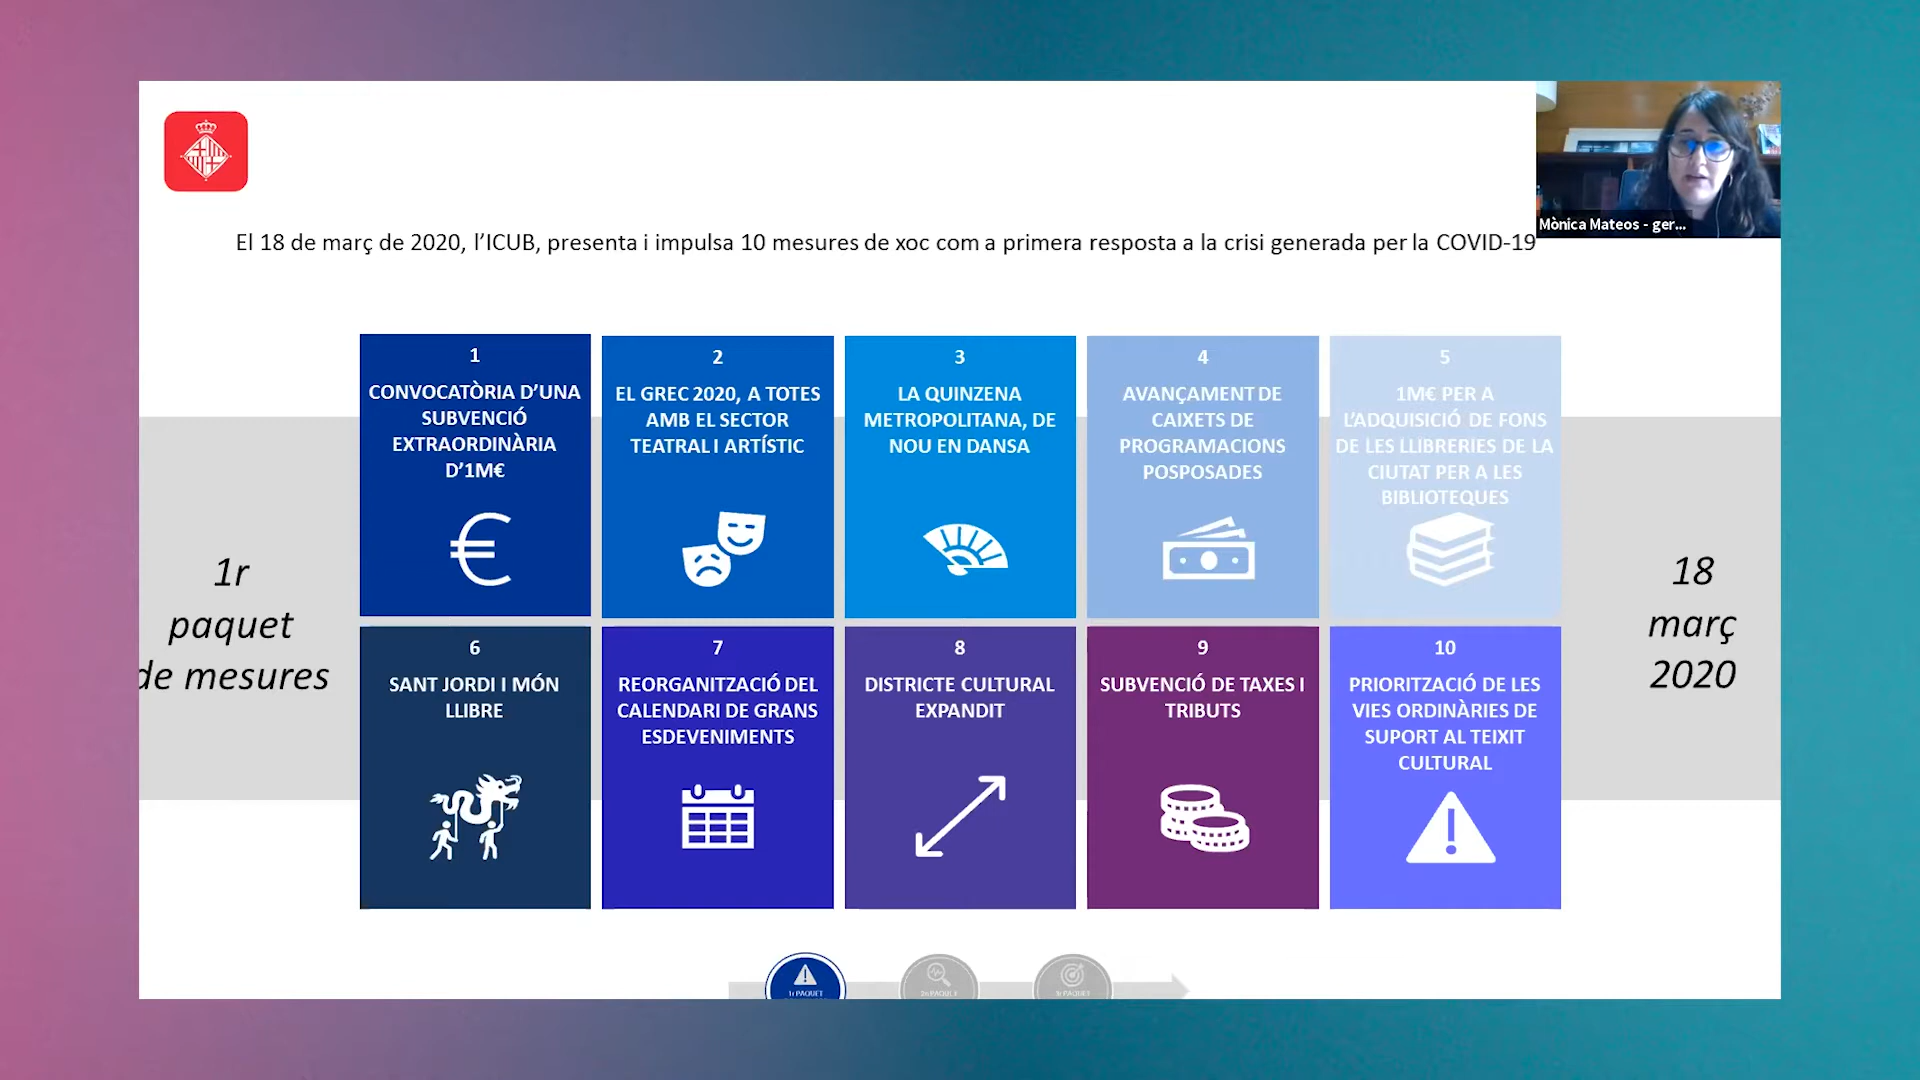 Mònica Mateos - ger...
El 18 de març de 2020, l’ICUB, presenta i impulsa 10 mesures de xoc com a primera resposta a la crisi generada per la COVID-19
1r
paquet
de mesures
1
CONVOCATÒRIA D’UNA
SUBVENCIÓ
EXTRAORDINÀRIA
D’1M€
2
EL GREC 2020, A TOTES
AMB EL SECTOR
TEATRAL I ARTÍSTIC
3
LA QUINZENA
METROPOLITANA, DE
NOU EN DANSA
4
AVANÇAMENT DE
CAIXETS DE
PROGRAMACIONS
POSPOSADES
5
1M€ PER A
L’ADQUISICIÓ DE FONS
DE LES LLIBRERIES DE LA
CIUTAT PER A LES
BIBLIOTEQUES
6
SANT JORDI I MÓN
LLIBRE
7
REORGANITZACIÓ DEL
CALENDARI DE GRANS
ESDEVENIMENTS
8
DISTRICTE CULTURAL
EXPANDIT
9
SUBVENCIÓ DE TAXES I
TRIBUTS
10
PRIORITZACIÓ DE LES
VIES ORDINÀRIES DE
SUPORT AL TEIXIT
CULTURAL
18
març
2020
1r PAQUET